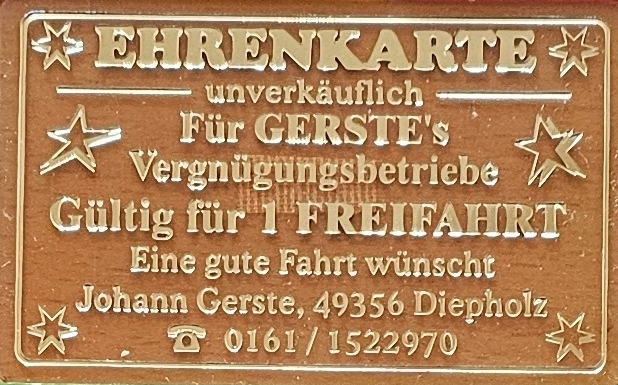 EHRENKARTE
unverkäuflich
Für GERSTE's
Vergnügungsbetriebe
Gültig für 1 FREIFAHRT
Eine gute Fahrt wünscht
Johann Gerste, 49356 Diepholz
☎ 0161/1522970